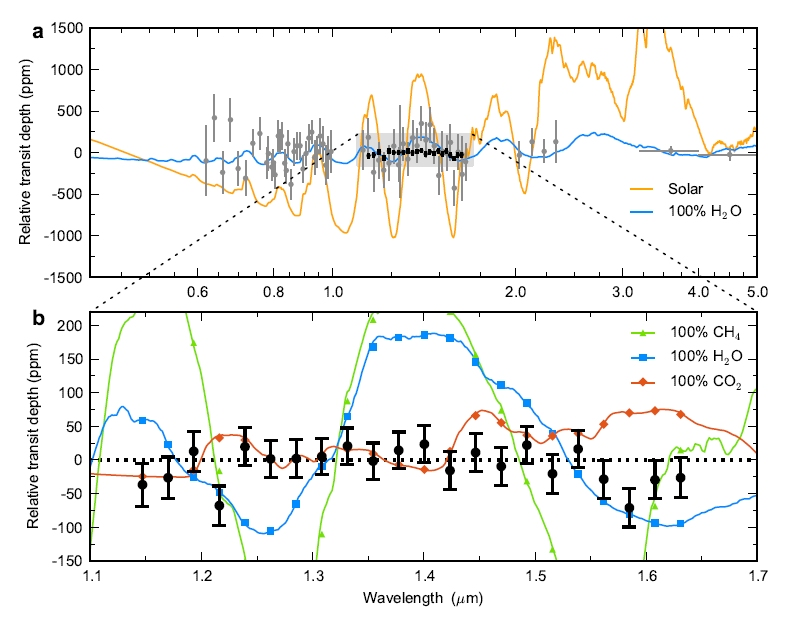 a
1500
1000
500
0
-500
-1000
-1500
Relative transit depth (ppm)
Solar
100% H2O
0.6
0.8
1.0
2.0
3.0
4.0
5.0
b
200
150
100
50
0
-50
-100
-150
Relative transit depth (ppm)
100% CH4
100% H2O
100% CO2
1.1
1.2
1.3
1.4
1.5
1.6
1.7
Wavelength (μm)